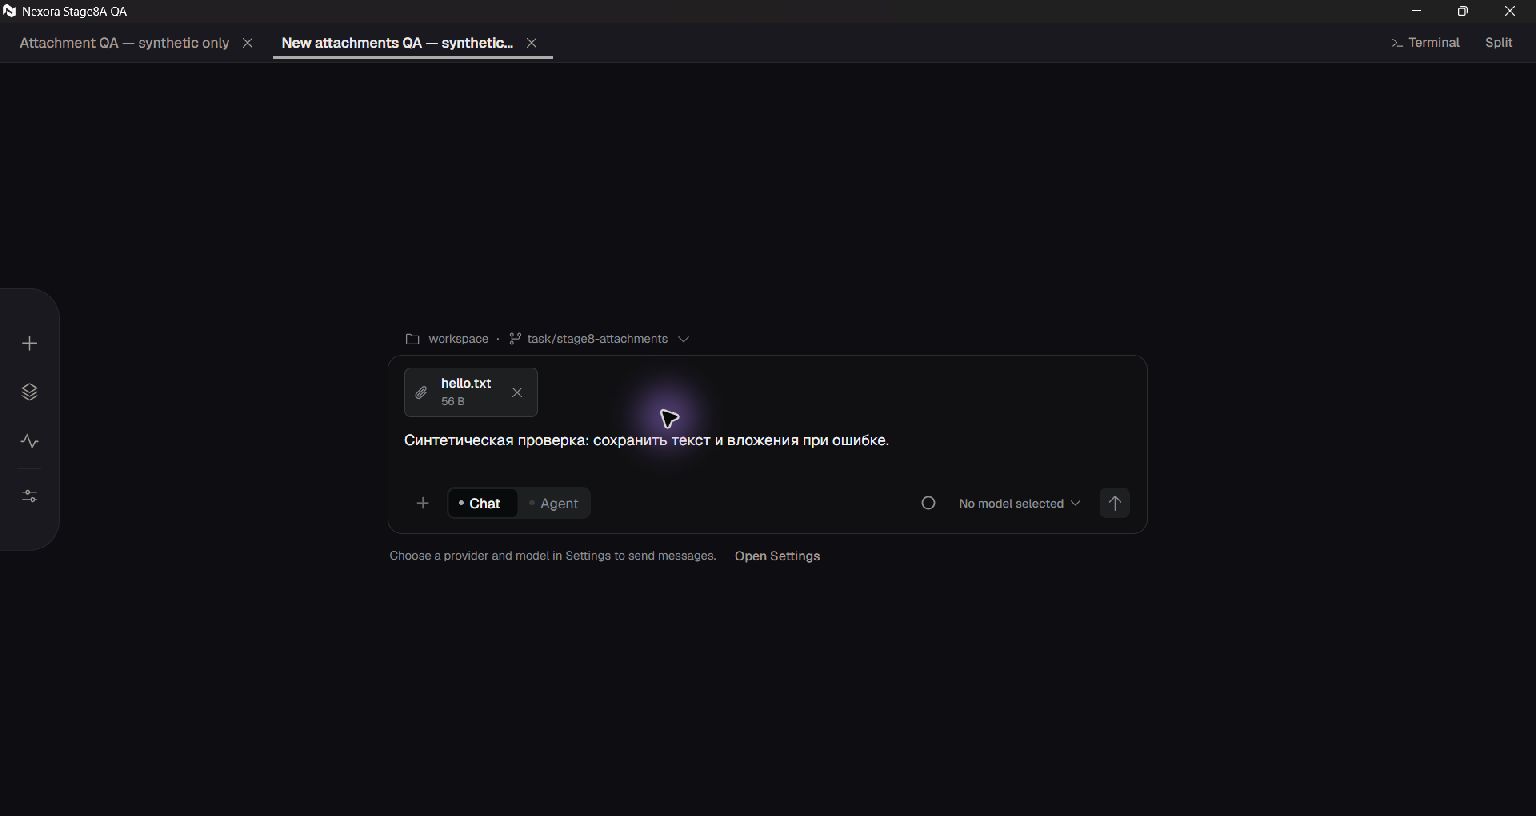 Nexora Stage8A QA
Attachment QA — synthetic only
New attachments QA — synthetic...
Terminal
Split
workspace · task/stage8-attachments
hello.txt
56 B
Синтетическая проверка: сохранить текст и вложения при ошибке.
Chat
Agent
No model selected
Choose a provider and model in Settings to send messages. Open Settings